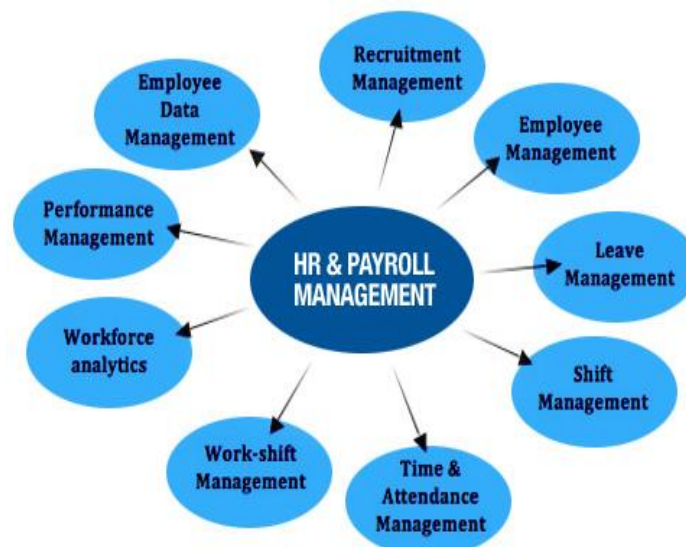 Recruitment
Management
Employee
Data
Management
Employee
Management
Performance
Management
HR & PAYROLL
MANAGEMENT
Leave
Management
Workforce
analytics
Shift
Management
Work-shift
Management
Time &
Attendance
Management